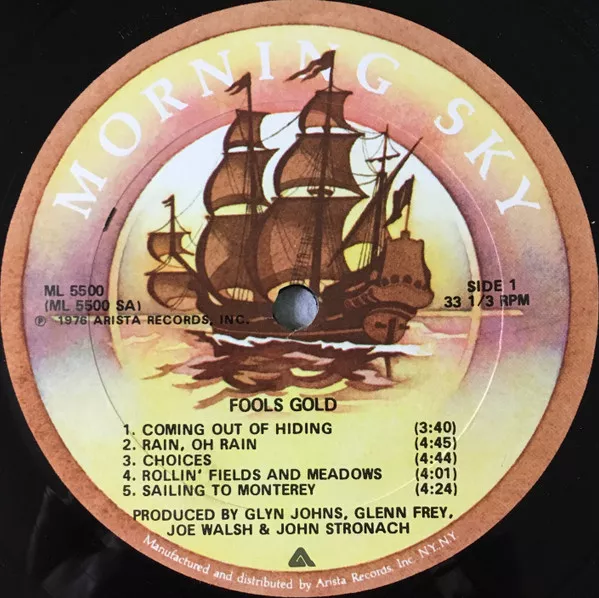 MORNING SKY
ML 5500
(ML 5500 SA)
℗ 1976 ARISTA RECORDS, INC.
SIDE 1
33 1/3 RPM
FOOLS GOLD
1. COMING OUT OF HIDING (3:40)
2. RAIN, OH RAIN (4:45)
3. CHOICES (4:44)
4. ROLLIN' FIELDS AND MEADOWS (4:01)
5. SAILING TO MONTEREY (4:24)
PRODUCED BY GLYN JOHNS, GLENN FREY,
JOE WALSH & JOHN STRONACH
Manufactured and distributed by Arista Records, Inc. N.Y. N.Y.